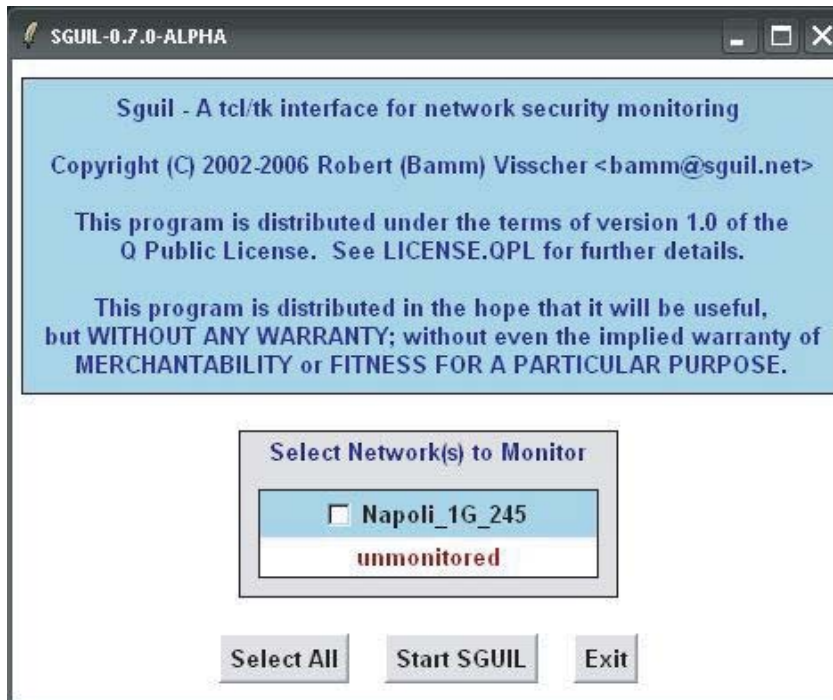 SGUIL-0.7.0-ALPHA
Sguil - A tcl/tk interface for network security monitoring
Copyright (C) 2002-2006 Robert (Bamm) Visscher <bamm@sguil.net>
This program is distributed under the terms of version 1.0 of the
Q Public License. See LICENSE.QPL for further details.
This program is distributed in the hope that it will be useful,
but WITHOUT ANY WARRANTY; without even the implied warranty of
MERCHANTABILITY or FITNESS FOR A PARTICULAR PURPOSE.
Select Network(s) to Monitor
Napoli_1G_245
unmonitored
Select All
Start SGUIL
Exit